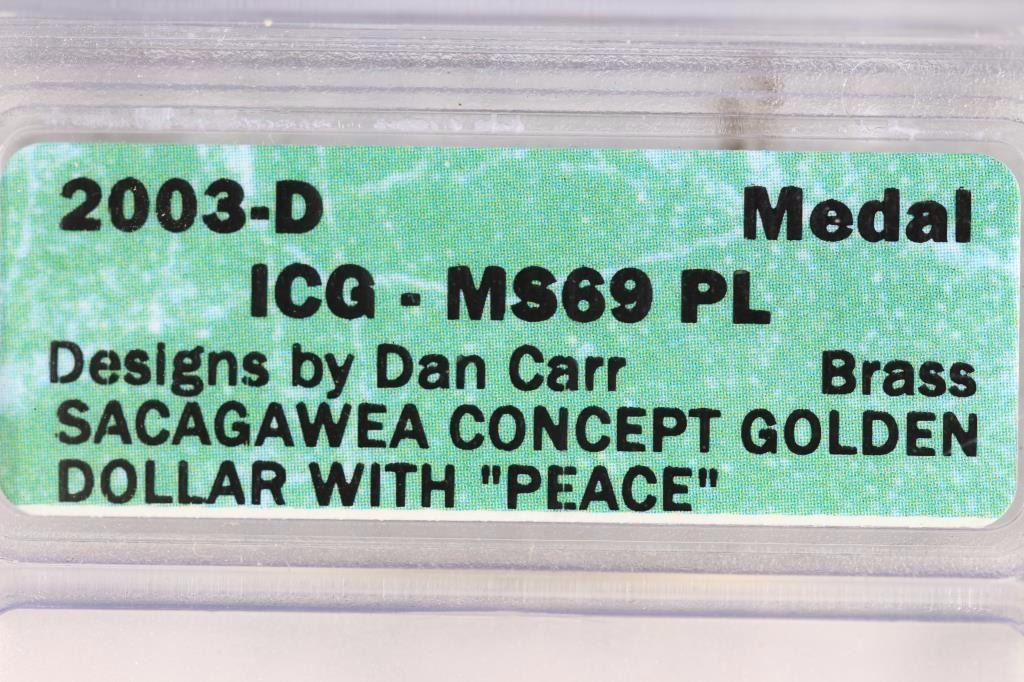 2003-D Medal
ICG - MS69 PL
Designs by Dan Carr Brass
SACAGAWEA CONCEPT GOLDEN
DOLLAR WITH "PEACE"